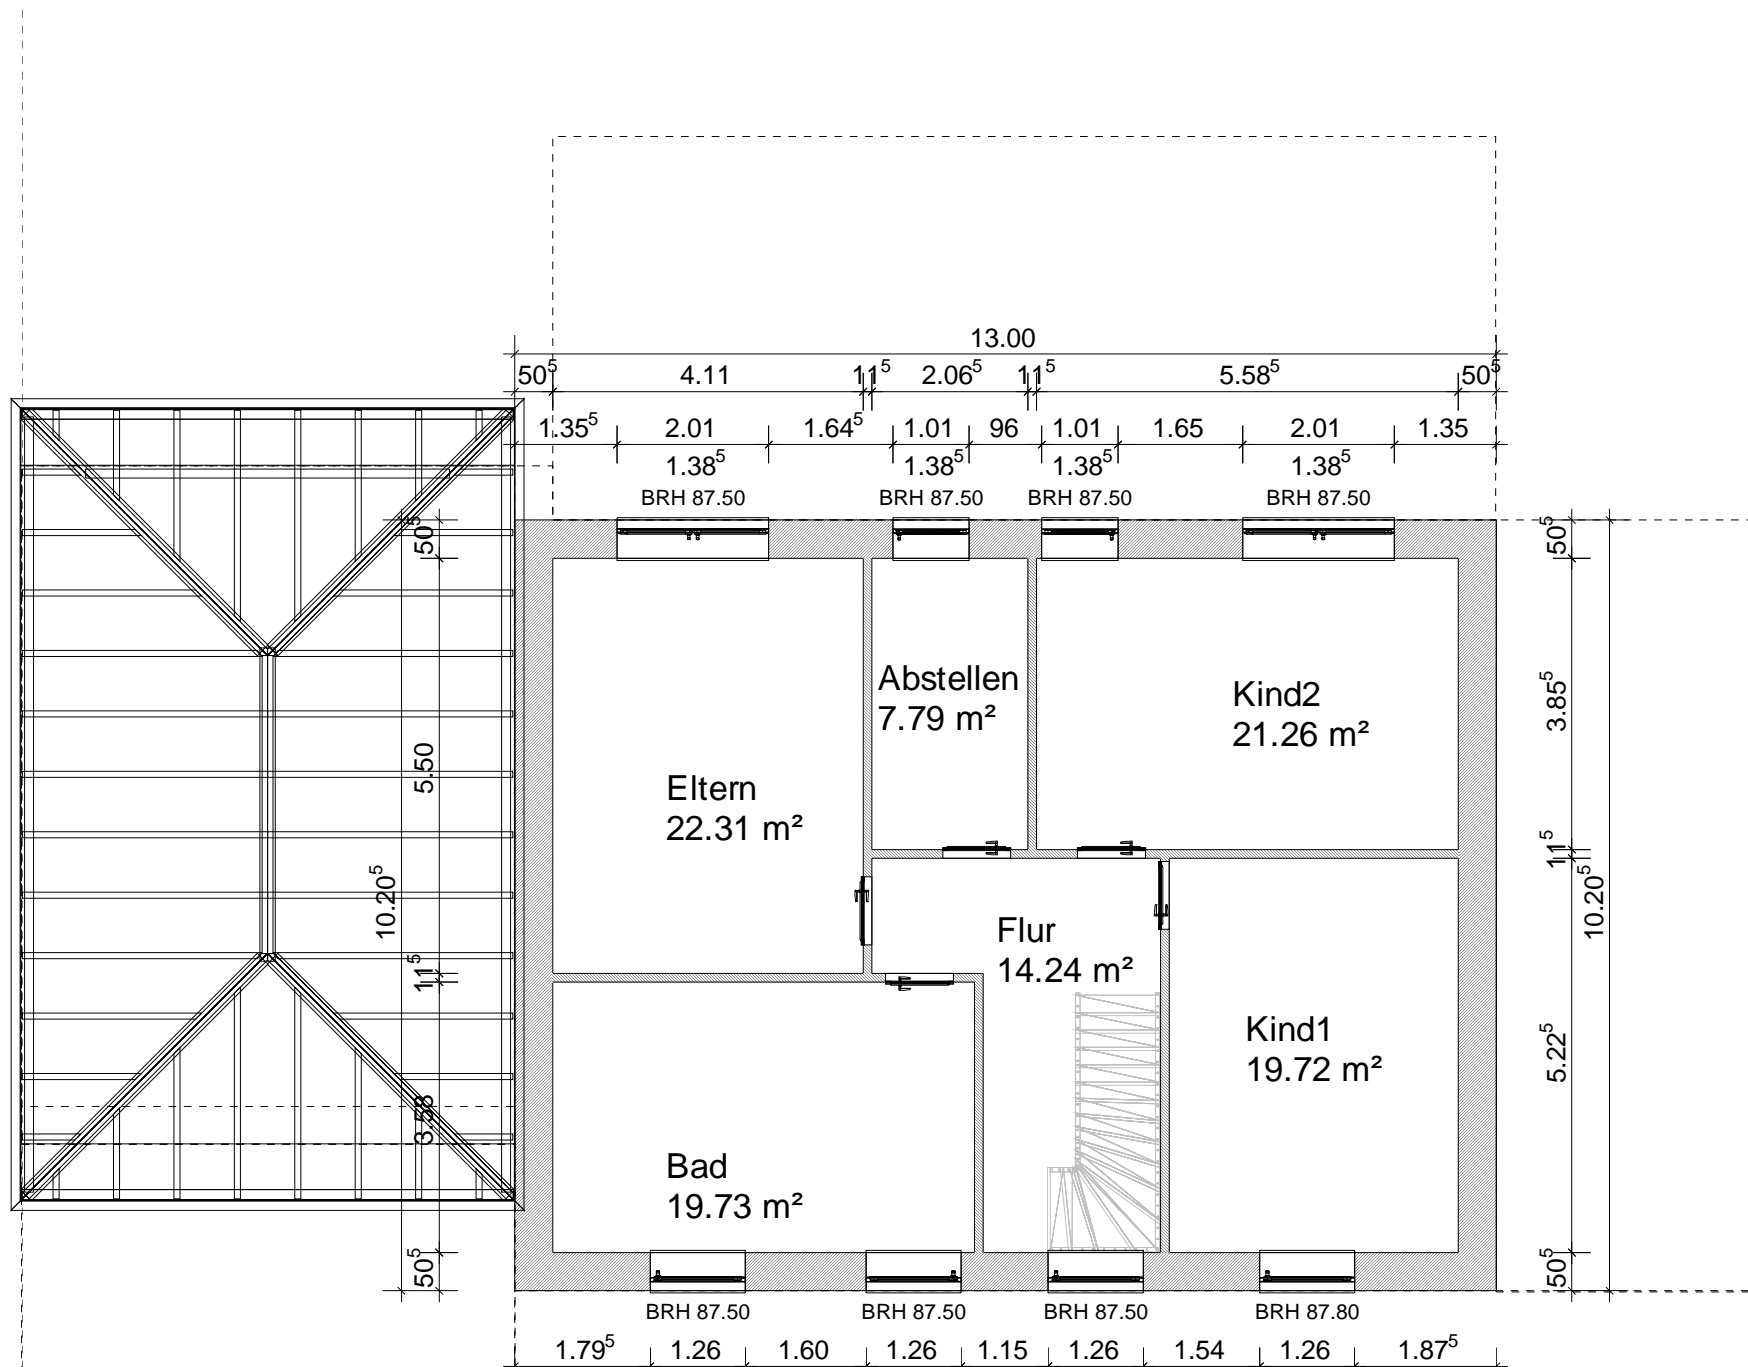 13.00
50⁵ 4.11 11⁵ 2.06⁵ 11⁵ 5.58⁵ 50⁵
1.35⁵ 2.01 1.64⁵ 1.01 96 1.01 1.65 2.01 1.35
1.38⁵ 1.38⁵ 1.38⁵ 1.38⁵
BRH 87.50 BRH 87.50 BRH 87.50 BRH 87.50
50⁵
5.50
10.20⁵
11⁵
3.58
50⁵
Abstellen
7.79 m²
Kind2
21.26 m²
Eltern
22.31 m²
Flur
14.24 m²
Kind1
19.72 m²
Bad
19.73 m²
50⁵
3.85⁵
11⁵
10.20⁵
5.22⁵
50⁵
BRH 87.50 BRH 87.50 BRH 87.50 BRH 87.80
1.79⁵ 1.26 1.60 1.26 1.15 1.26 1.54 1.26 1.87⁵